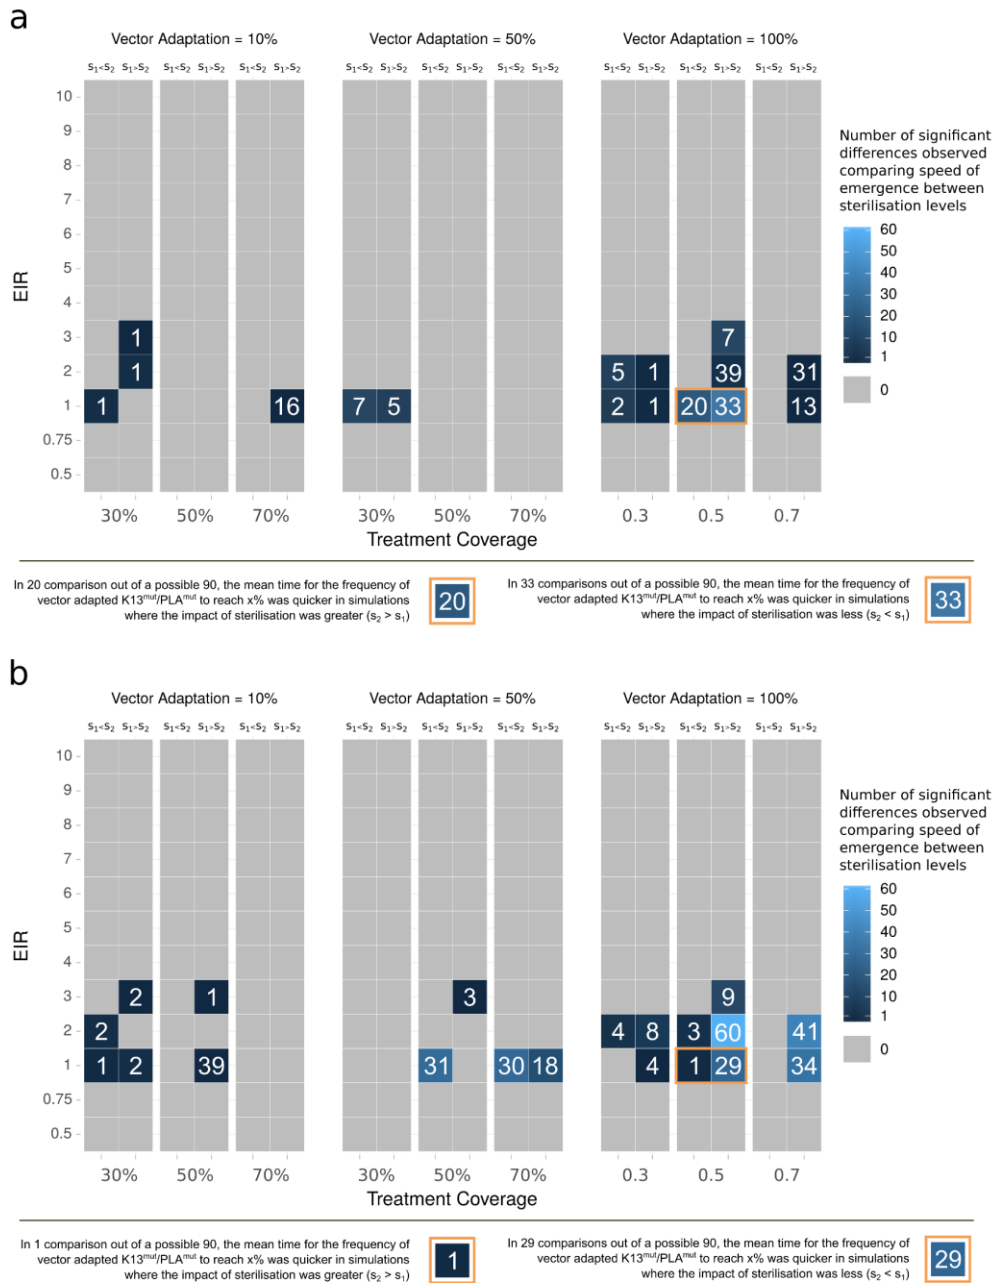 a
Vector Adaptation = 10%
Vector Adaptation = 50%
Vector Adaptation = 100%
s1<s2 s1>s2 s1<s2 s1>s2 s1<s2 s1>s2
s1<s2 s1>s2 s1<s2 s1>s2 s1<s2 s1>s2
s1<s2 s1>s2 s1<s2 s1>s2 s1<s2 s1>s2
10
9
8
7
6
5
4
3 1 7
2 1 5 1 39 31
1 1 16 7 5 2 1 20 33 13
0.75
0.5
EIR
30% 50% 70%
30% 50% 70%
0.3 0.5 0.7
Treatment Coverage
Number of significant
differences observed
comparing speed of
emergence between
sterilisation levels
60
50
40
30
20
10
1
0
In 20 comparison out of a possible 90, the mean time for the frequency of
vector adapted K13mut/PLAmut to reach x% was quicker in simulations
where the impact of sterilisation was greater (s2 > s1)
20
In 33 comparisons out of a possible 90, the mean time for the frequency of
vector adapted K13mut/PLAmut to reach x% was quicker in simulations
where the impact of sterilisation was less (s2 < s1)
33
b
Vector Adaptation = 10%
Vector Adaptation = 50%
Vector Adaptation = 100%
s1<s2 s1>s2 s1<s2 s1>s2 s1<s2 s1>s2
s1<s2 s1>s2 s1<s2 s1>s2 s1<s2 s1>s2
s1<s2 s1>s2 s1<s2 s1>s2 s1<s2 s1>s2
10
9
8
7
6
5
4
3 2 1 3 9
2 2 4 8 3 60 41
1 1 2 39 31 30 18 4 1 29 34
0.75
0.5
EIR
30% 50% 70%
30% 50% 70%
0.3 0.5 0.7
Treatment Coverage
Number of significant
differences observed
comparing speed of
emergence between
sterilisation levels
60
50
40
30
20
10
1
0
In 1 comparison out of a possible 90, the mean time for the frequency of
vector adapted K13mut/PLAmut to reach x% was quicker in simulations
where the impact of sterilisation was greater (s2 > s1)
1
In 29 comparisons out of a possible 90, the mean time for the frequency of
vector adapted K13mut/PLAmut to reach x% was quicker in simulations
where the impact of sterilisation was less (s2 < s1)
29